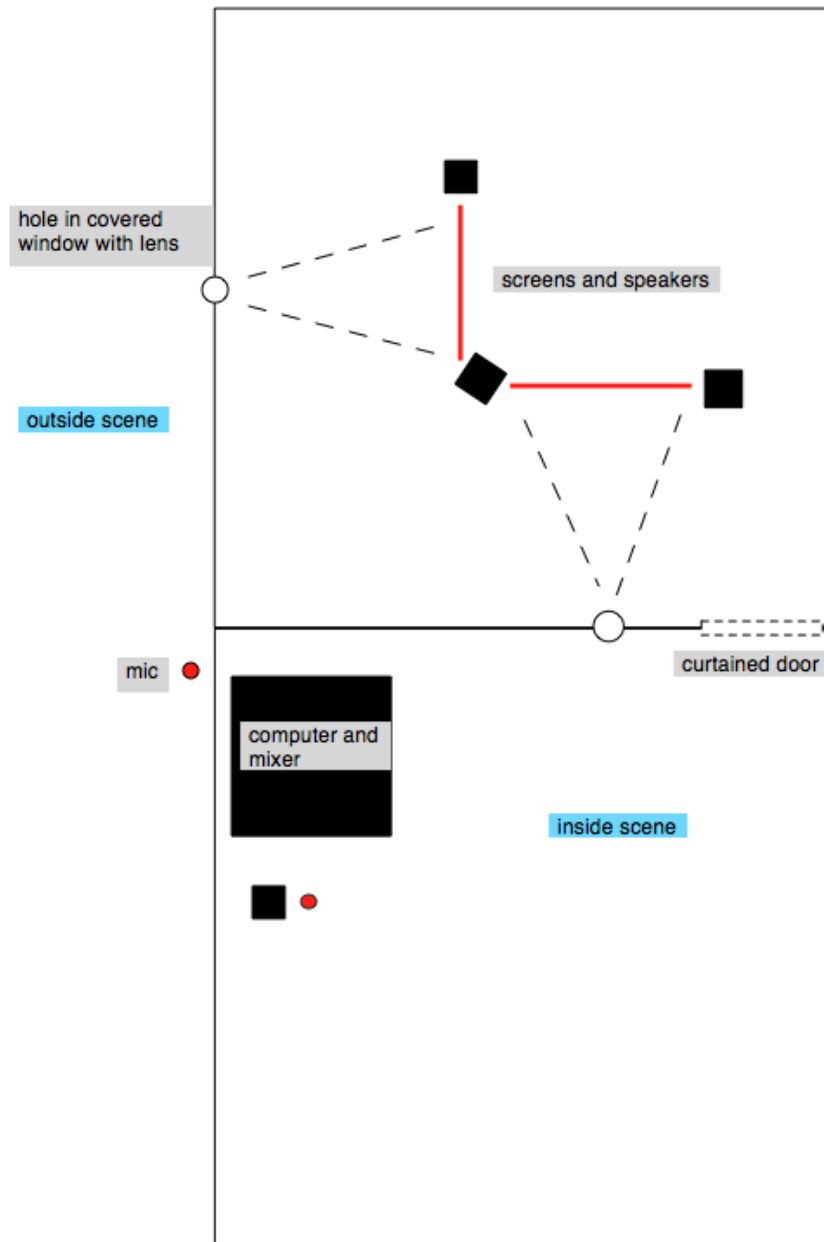 hole in covered
window with lens
screens and speakers
outside scene
mic
curtained door
computer and
mixer
inside scene